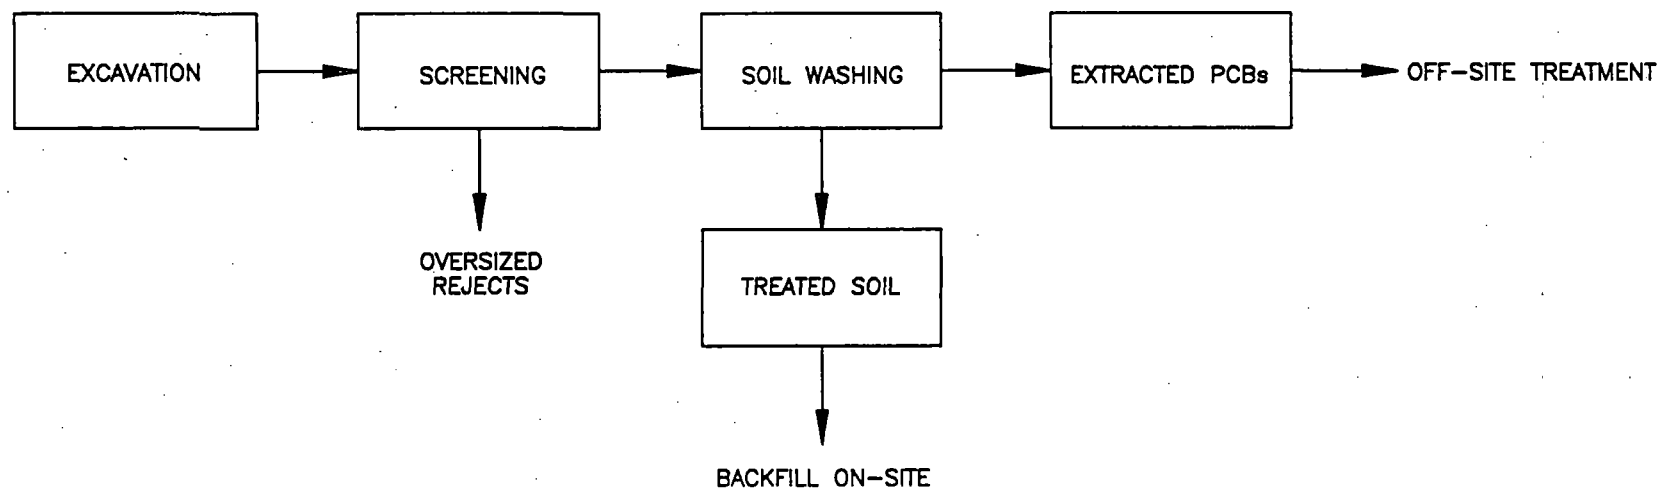 EXCAVATION
SCREENING
SOIL WASHING
EXTRACTED PCBs
OFF-SITE TREATMENT
OVERSIZED
REJECTS
TREATED SOIL
BACKFILL ON-SITE